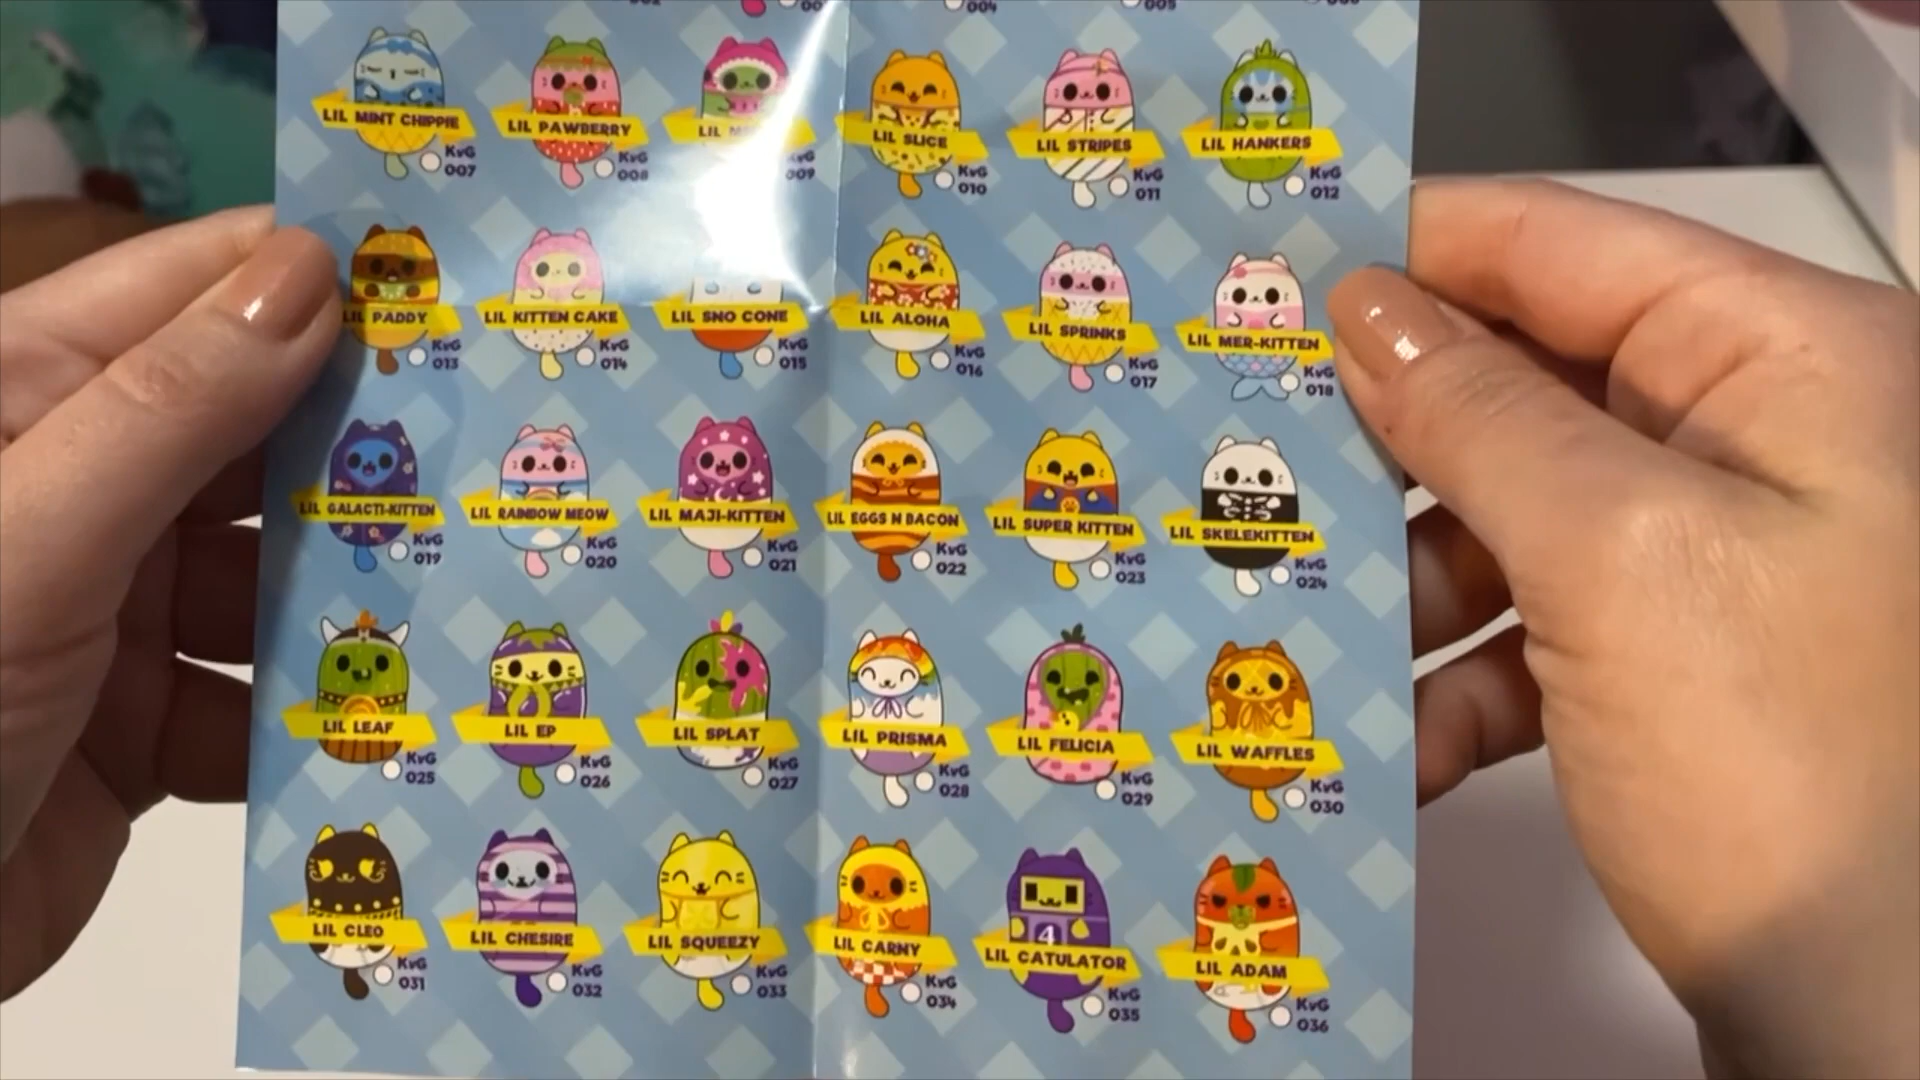 004
005
LIL MINT CHIPPIE
KvG
007
LIL PAWBERRY
KvG
008
LIL
KvG
009
LIL SLICE
KvG
010
LIL STRIPES
KvG
011
LIL HANKERS
KvG
012
LIL PADDY
KvG
013
LIL KITTEN CAKE
KvG
014
LIL SNO CONE
KvG
015
LIL ALOHA
KvG
016
LIL SPRINKS
KvG
017
LIL MER-KITTEN
KvG
018
LIL GALACTI-KITTEN
KvG
019
LIL RAINBOW MEOW
KvG
020
LIL MAJI-KITTEN
KvG
021
LIL EGGS N BACON
KvG
022
LIL SUPER KITTEN
KvG
023
LIL SKELEKITTEN
KvG
024
LIL LEAF
KvG
025
LIL EP
KvG
026
LIL SPLAT
KvG
027
LIL PRISMA
KvG
028
LIL FELICIA
KvG
029
LIL WAFFLES
KvG
030
LIL CLEO
KvG
031
LIL CHESIRE
KvG
032
LIL SQUEEZY
KvG
033
LIL CARNY
KvG
034
4
LIL CATULATOR
KvG
035
LIL ADAM
KvG
036